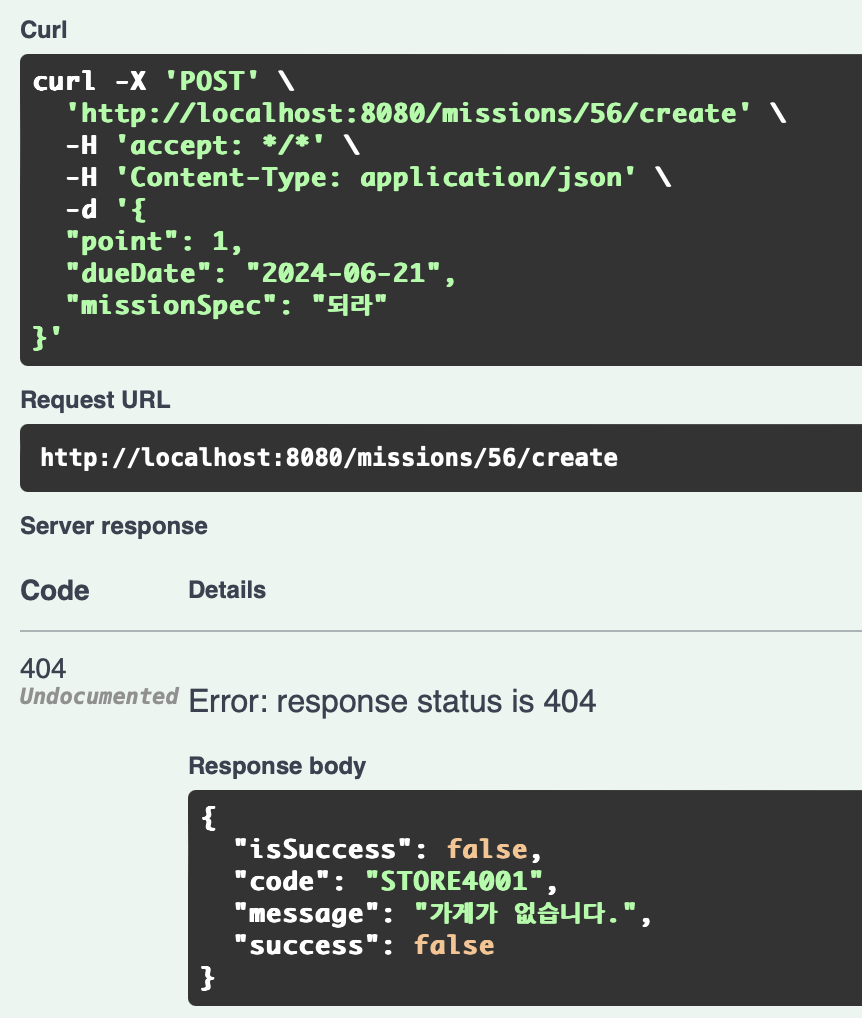 Curl
curl -X 'POST' \
'http://localhost:8080/missions/56/create' \
-H 'accept: */*' \
-H 'Content-Type: application/json' \
-d '{
"point": 1,
"dueDate": "2024-06-21",
"missionSpec": "되라"
}'
Request URL
http://localhost:8080/missions/56/create
Server response
Code Details
404
Undocumented Error: response status is 404
Response body
{
"isSuccess": false,
"code": "STORE4001",
"message": "가게가 없습니다.",
"success": false
}